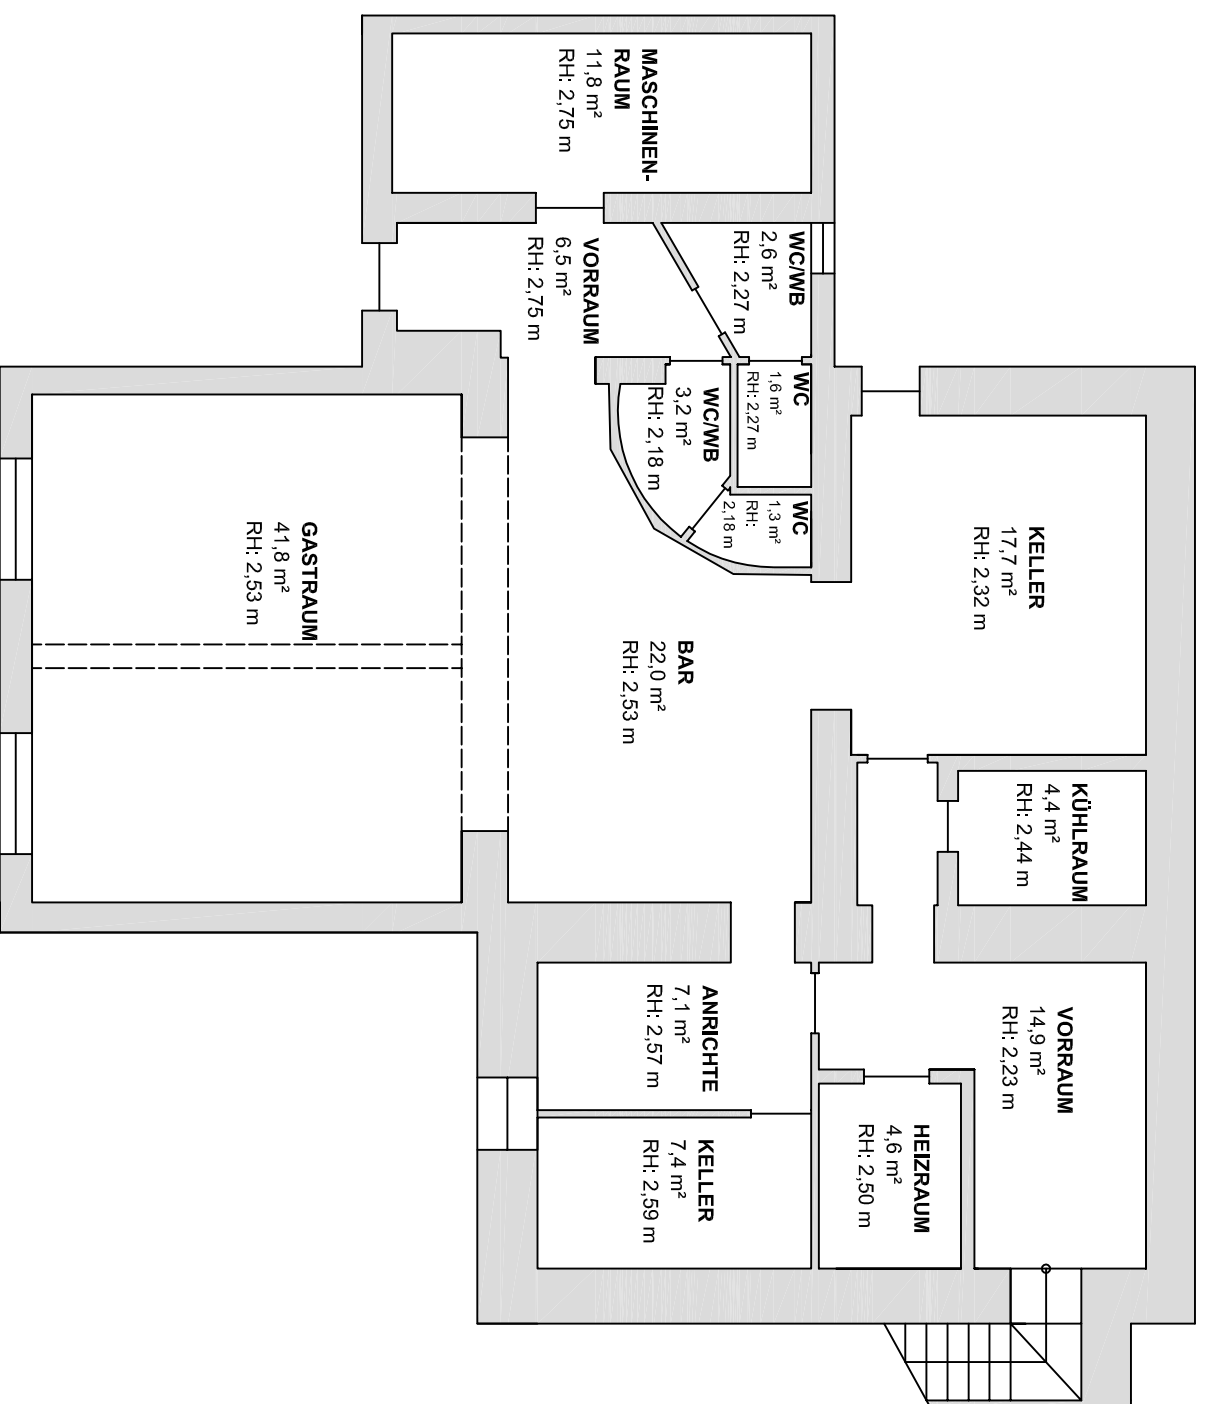 MASCHINEN-
RAUM
11,8 m²
RH: 2,75 m
WC/WB
2,6 m²
RH: 2,27 m
VORRAUM
6,5 m²
RH: 2,75 m
WC
1,6 m²
RH: 2,27 m
WC/WB
3,2 m²
RH: 2,18 m
WC
1,3 m²
RH:
2,18 m
KELLER
17,7 m²
RH: 2,32 m
GASTRAUM
41,8 m²
RH: 2,53 m
BAR
22,0 m²
RH: 2,53 m
KÜHLRAUM
4,4 m²
RH: 2,44 m
VORRAUM
14,9 m²
RH: 2,23 m
ANRICHTE
7,1 m²
RH: 2,57 m
HEIZRAUM
4,6 m²
RH: 2,50 m
KELLER
7,4 m²
RH: 2,59 m